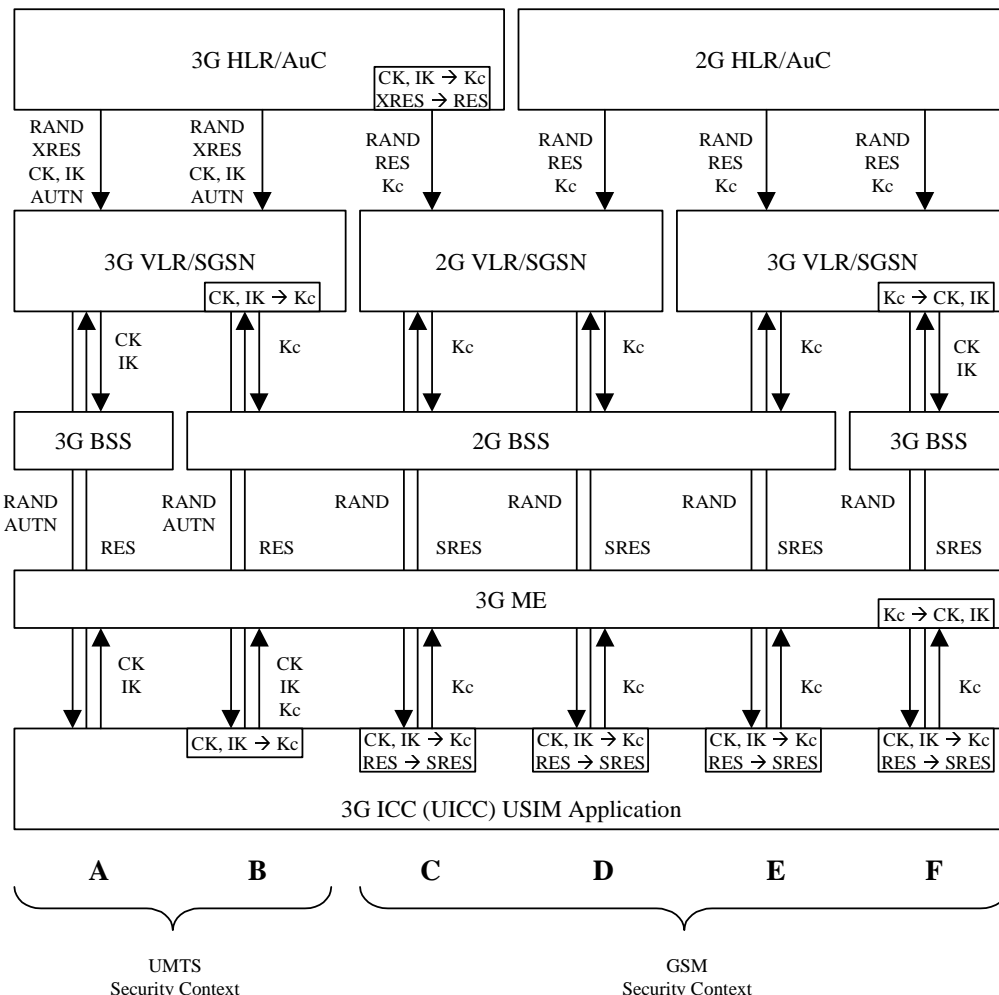 3G HLR/AuC
CK, IK → Kc
XRES → RES
2G HLR/AuC
RAND
XRES
CK, IK
AUTN
RAND
XRES
CK, IK
AUTN
RAND
RES
Kc
RAND
RES
Kc
RAND
RES
Kc
RAND
RES
Kc
3G VLR/SGSN
CK, IK → Kc
2G VLR/SGSN
3G VLR/SGSN
Kc → CK, IK
CK
IK
Kc
Kc
Kc
Kc
CK
IK
3G BSS
2G BSS
3G BSS
RAND
AUTN
RES
RAND
AUTN
RES
RAND
SRES
RAND
SRES
RAND
SRES
RAND
SRES
3G ME
Kc → CK, IK
CK
IK
CK
IK
Kc
Kc
Kc
Kc
Kc
CK, IK → Kc
CK, IK → Kc
RES → SRES
CK, IK → Kc
RES → SRES
CK, IK → Kc
RES → SRES
CK, IK → Kc
RES → SRES
3G ICC (UICC) USIM Application
A B C D E F
UMTS
Security Context
GSM
Security Context